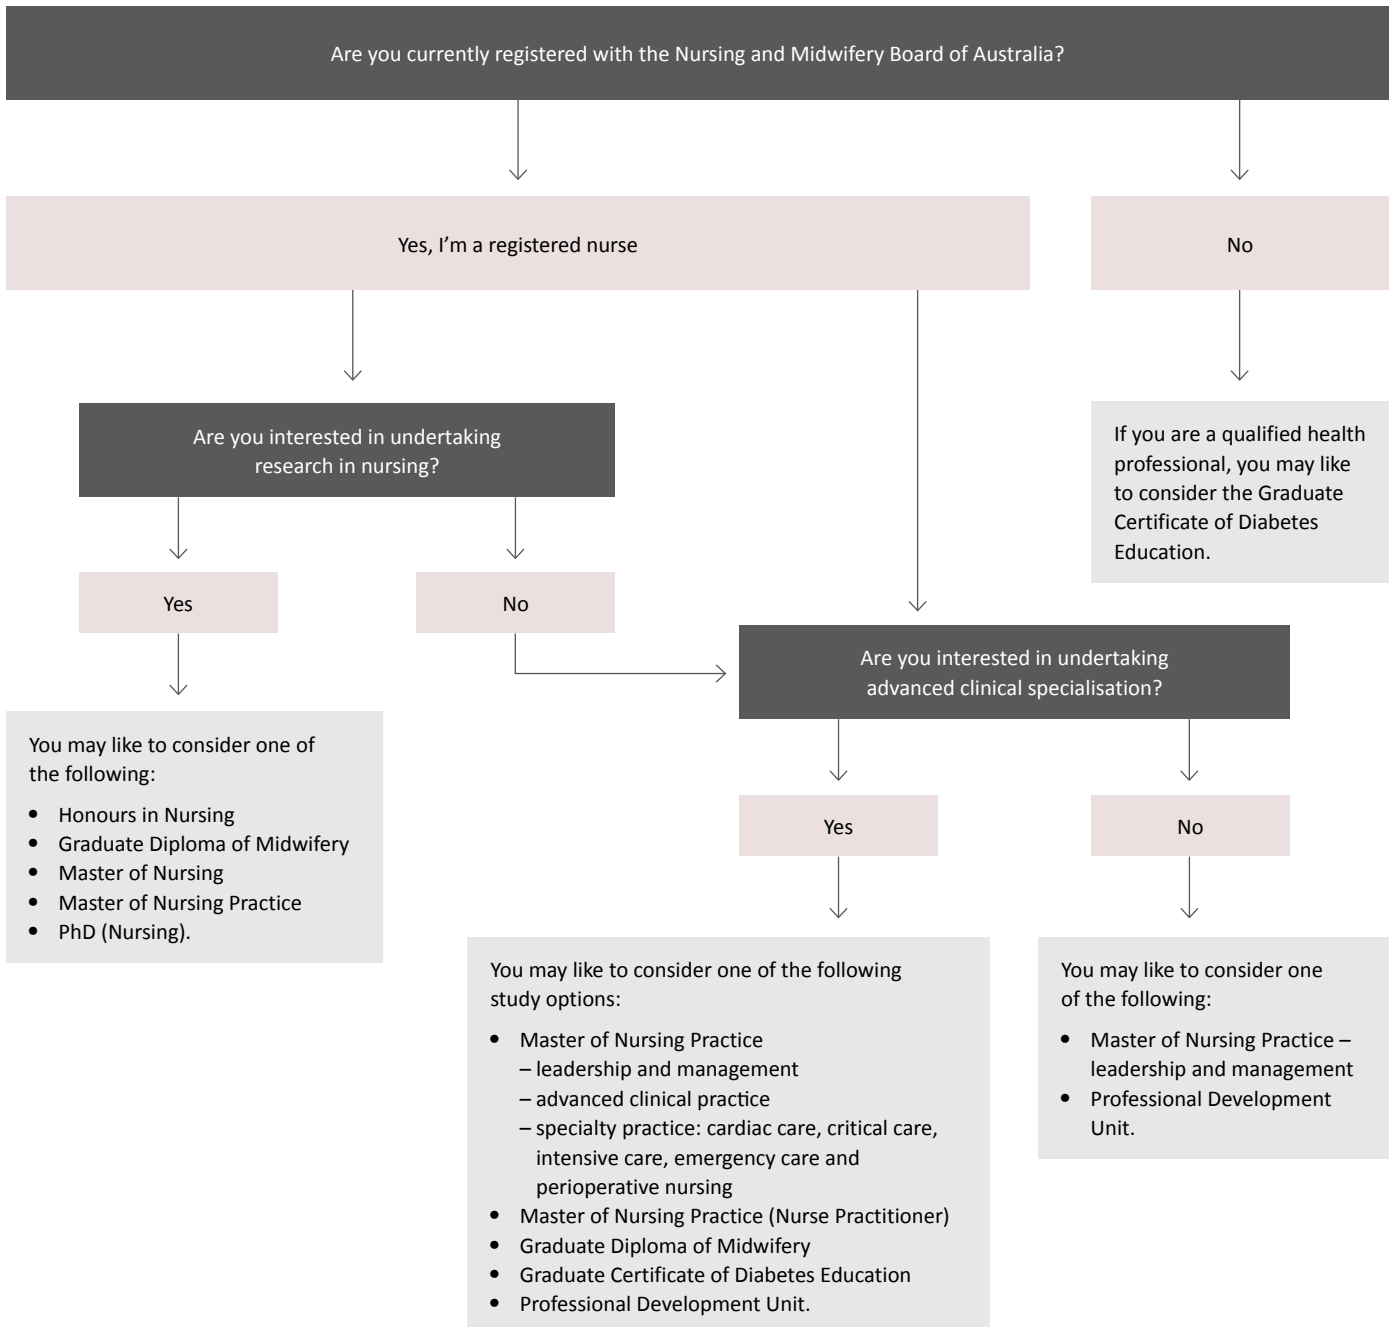 Are you currently registered with the Nursing and Midwifery Board of Australia?
Yes, I'm a registered nurse
No
Are you interested in undertaking
research in nursing?
If you are a qualified health
professional, you may like
to consider the Graduate
Certificate of Diabetes
Education.
Yes
No
Are you interested in undertaking
advanced clinical specialisation?
You may like to consider one of
the following:
• Honours in Nursing
• Graduate Diploma of Midwifery
• Master of Nursing
• Master of Nursing Practice
• PhD (Nursing).
Yes
No
You may like to consider one of the following
study options:
• Master of Nursing Practice
– leadership and management
– advanced clinical practice
– specialty practice: cardiac care, critical care,
intensive care, emergency care and
perioperative nursing
• Master of Nursing Practice (Nurse Practitioner)
• Graduate Diploma of Midwifery
• Graduate Certificate of Diabetes Education
• Professional Development Unit.
You may like to consider one
of the following:
• Master of Nursing Practice –
leadership and management
• Professional Development
Unit.